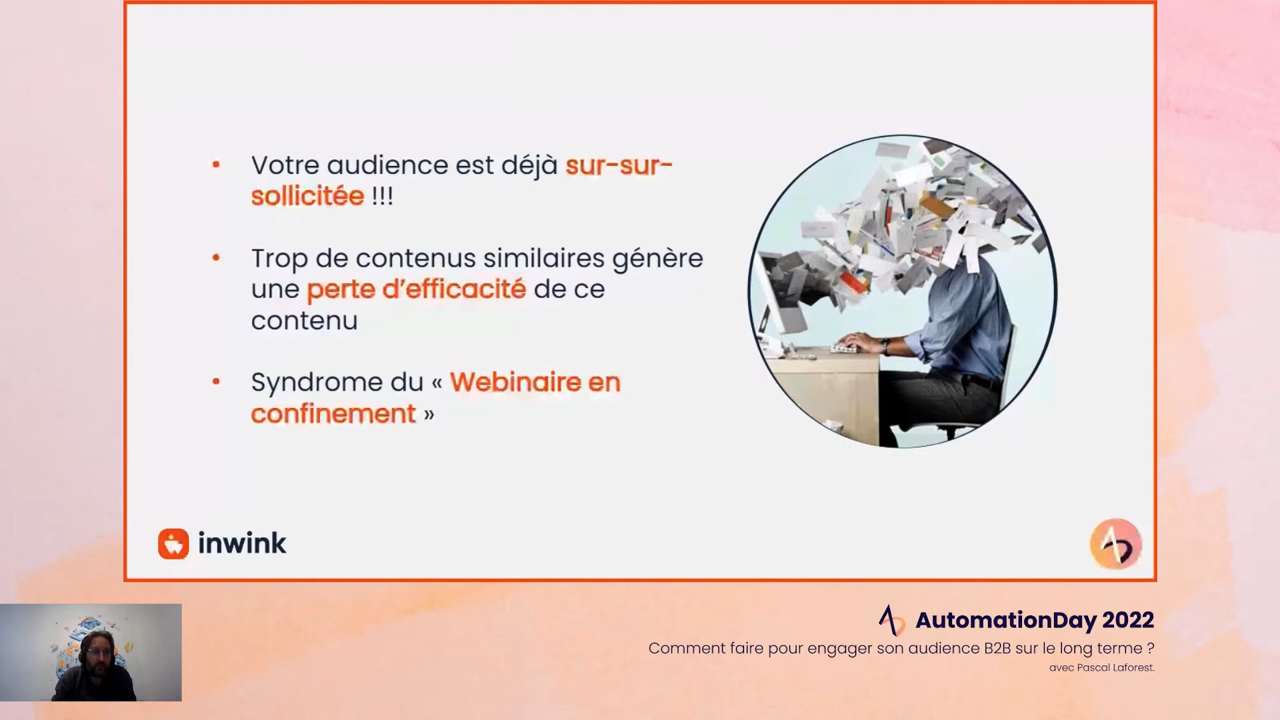 Votre audience est déjà sur-sur-
sollicitée !!!
Trop de contenus similaires génère
une perte d'efficacité de ce
contenu
Syndrome du « Webinaire en
confinement »
inwink
AutomationDay 2022
Comment faire pour engager son audience B2B sur le long terme ?
avec Pascal Laforest.